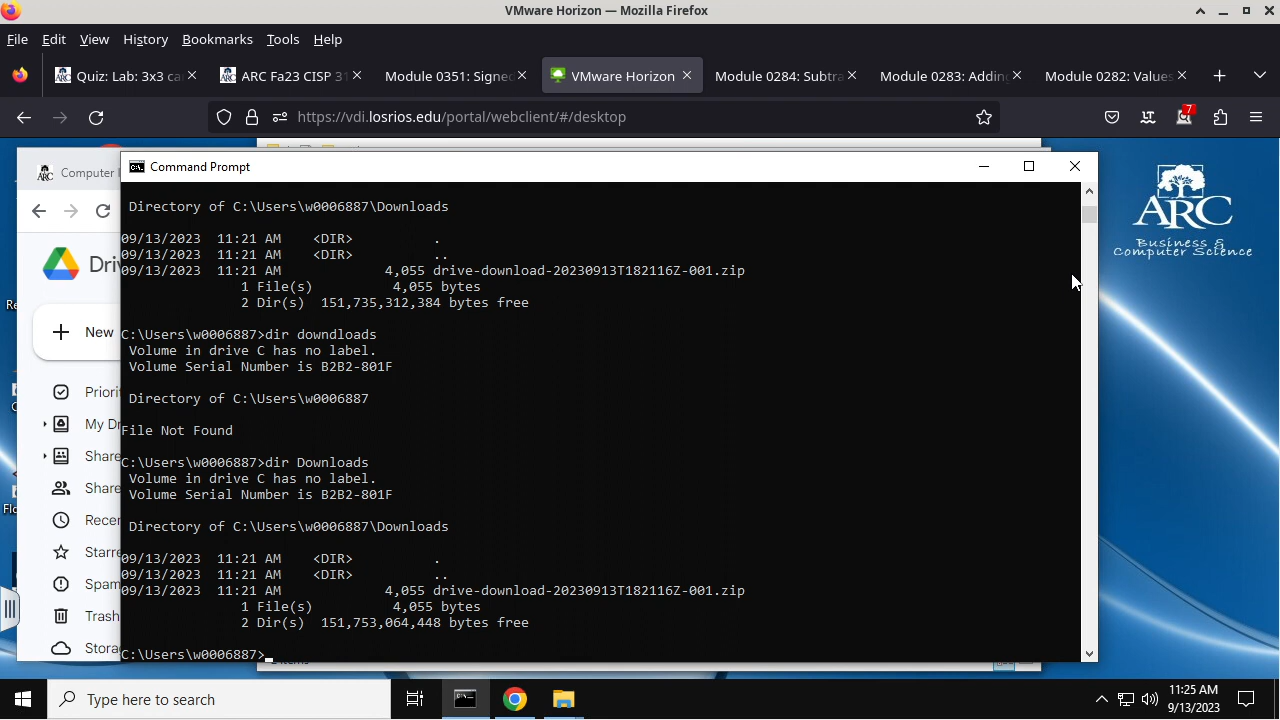 VMware Horizon — Mozilla Firefox
File Edit View History Bookmarks Tools Help
Quiz: Lab: 3x3 ca ARC Fa23 CISP 31 Module 0351: Signed VMware Horizon Module 0284: Subtra Module 0283: Adding Module 0282: Values
https://vdi.losrios.edu/portal/webclient/#/desktop
7
Computer
Command Prompt
ARC
Business &
Computer Science
Directory of C:\Users\w0006887\Downloads
09/13/2023 11:21 AM <DIR> .
09/13/2023 11:21 AM <DIR> ..
09/13/2023 11:21 AM 4,055 drive-download-20230913T182116Z-001.zip
1 File(s) 4,055 bytes
2 Dir(s) 151,735,312,384 bytes free
C:\Users\w0006887>dir downdloads
Volume in drive C has no label.
Volume Serial Number is B2B2-801F
Directory of C:\Users\w0006887
File Not Found
C:\Users\w0006887>dir Downloads
Volume in drive C has no label.
Volume Serial Number is B2B2-801F
Directory of C:\Users\w0006887\Downloads
09/13/2023 11:21 AM <DIR> .
09/13/2023 11:21 AM <DIR> ..
09/13/2023 11:21 AM 4,055 drive-download-20230913T182116Z-001.zip
1 File(s) 4,055 bytes
2 Dir(s) 151,753,064,448 bytes free
C:\Users\w0006887>
Driv
New
Priorit
My Dr
Share
Share
Recen
Starre
Spam
Trash
Stora
Type here to search
11:25 AM
9/13/2023